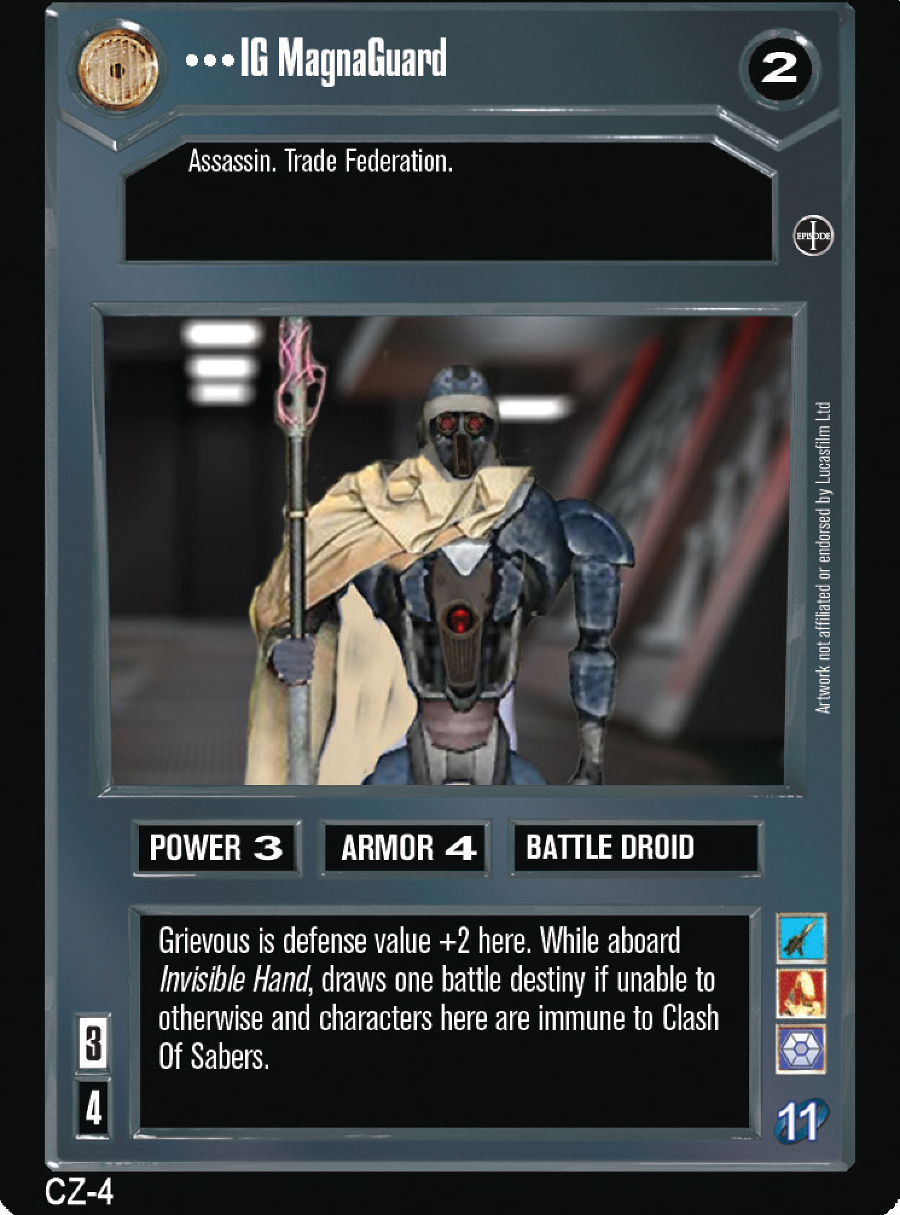 •••IG MagnaGuard
2
Assassin. Trade Federation.
EPISODE
I
Artwork not affiliated or endorsed by Lucasfilm Ltd
POWER 3
ARMOR 4
BATTLE DROID
Grievous is defense value +2 here. While aboard
Invisible Hand, draws one battle destiny if unable to
otherwise and characters here are immune to Clash
Of Sabers.
3
4
11
CZ-4